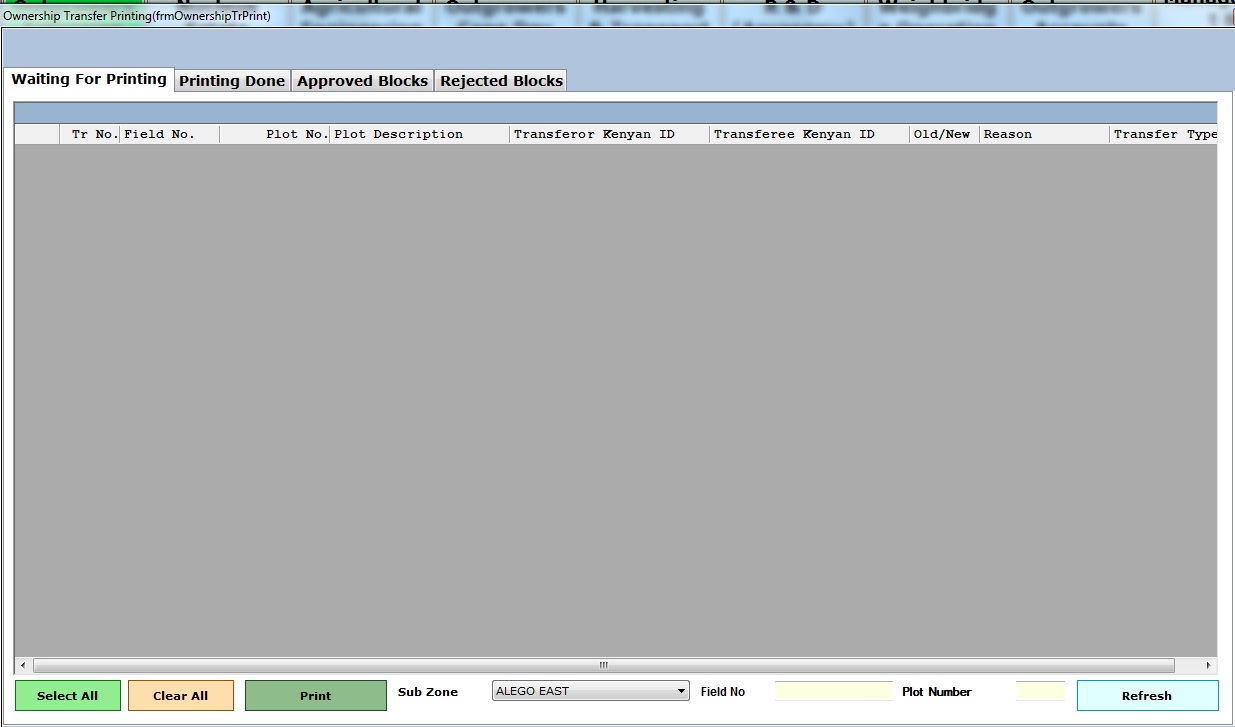 Ownership Transfer Printing(frmOwnershipTrPrint)
Waiting For Printing Printing Done Approved Blocks Rejected Blocks
Tr No. Field No. Plot No. Plot Description Transferor Kenyan ID Transferee Kenyan ID Old/New Reason Transfer Type
Select All Clear All Print Sub Zone ALEGO EAST Field No Plot Number Refresh